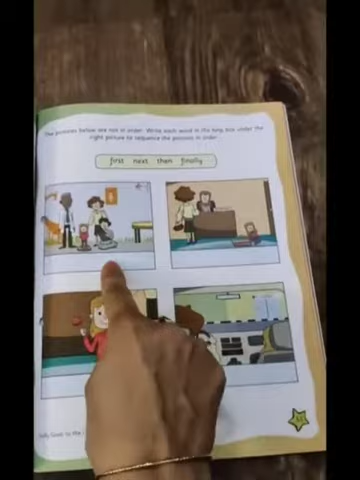 The pictures below are not in order. Write each word in the long box under the
right picture to sequence the pictures in order.
first next then finally